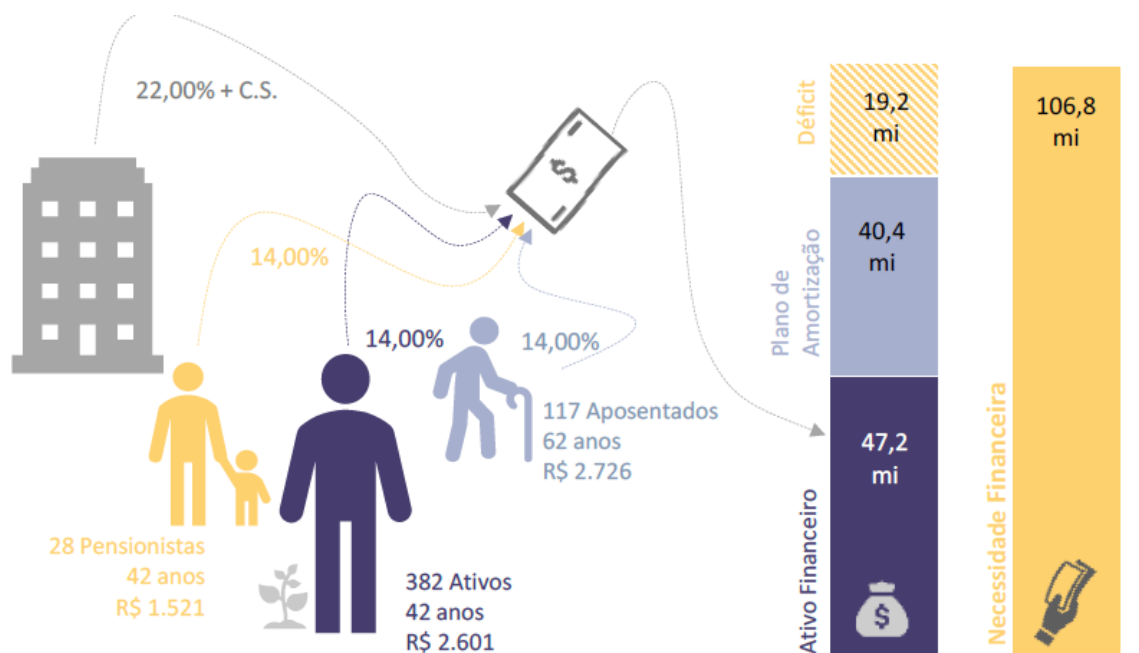 22,00% + C.S.
14,00%
14,00%
14,00%
28 Pensionistas
42 anos
R$ 1.521
382 Ativos
42 anos
R$ 2.601
117 Aposentados
62 anos
R$ 2.726
$
Déficit
19,2
mi
Plano de
Amortização
40,4
mi
Ativo Financeiro
47,2
mi
$
Necessidade Financeira
106,8
mi